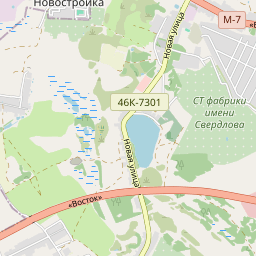 Новостройка
М-7
Новая улица
46К-7301
СТ фабрики
имени
Свердлова
Новая улица
«Восток»
«Восток»